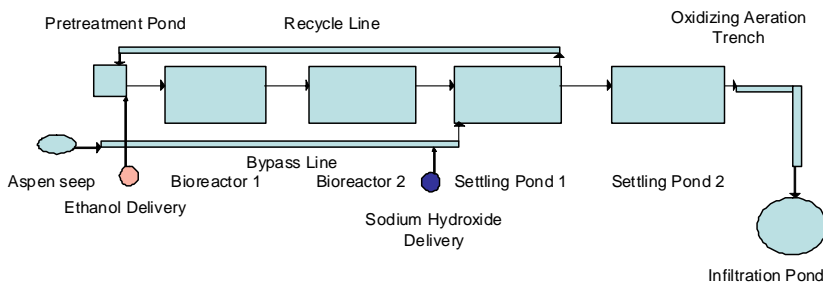 Pretreatment Pond
Recycle Line
Oxidizing Aeration
Trench
Bypass Line
Aspen seep
Bioreactor 1
Bioreactor 2
Settling Pond 1
Settling Pond 2
Ethanol Delivery
Sodium Hydroxide
Delivery
Infiltration Pond